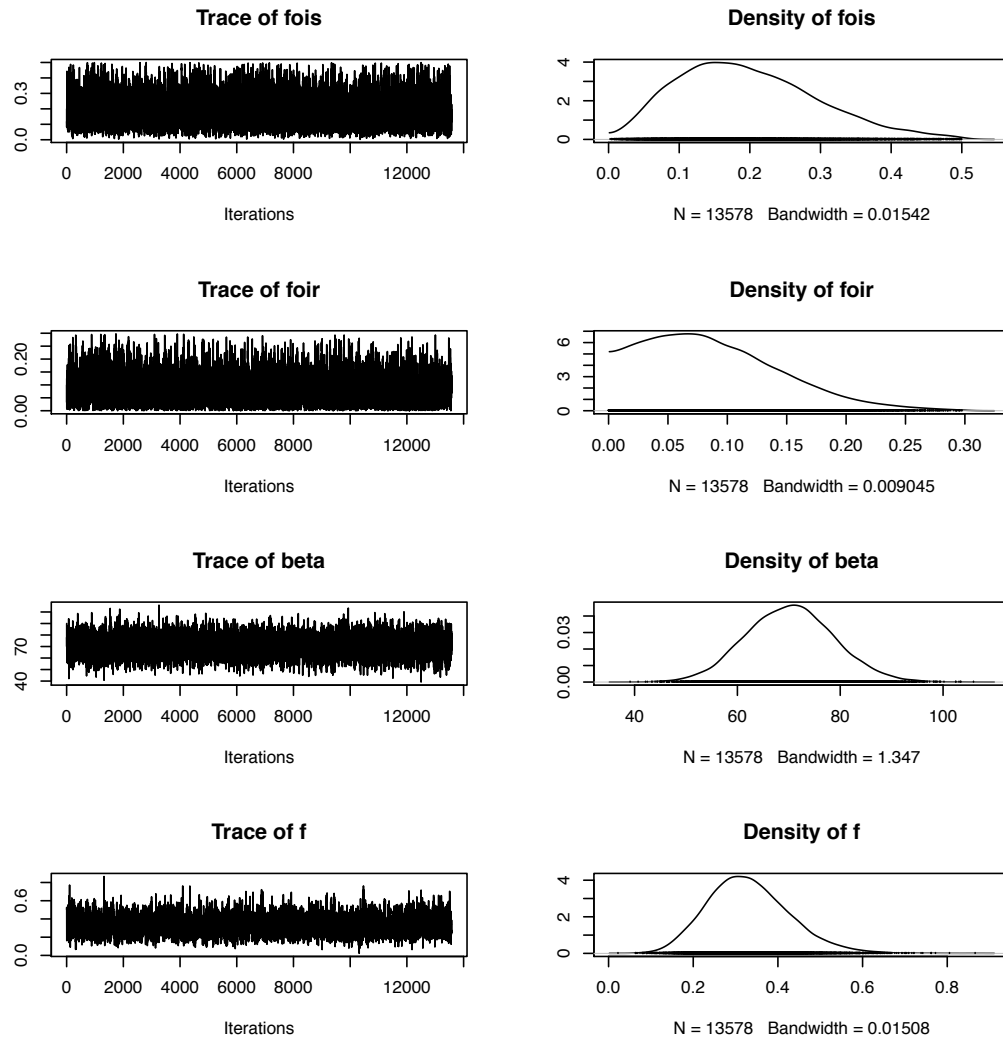 Trace of fois
0.0 0.3
0 2000 4000 6000 8000 12000
Iterations
Density of fois
0 2 4
0.0 0.1 0.2 0.3 0.4 0.5
N = 13578 Bandwidth = 0.01542
Trace of foir
0.00 0.20
0 2000 4000 6000 8000 12000
Iterations
Density of foir
0 3 6
0.00 0.05 0.10 0.15 0.20 0.25 0.30
N = 13578 Bandwidth = 0.009045
Trace of beta
40 70
0 2000 4000 6000 8000 12000
Iterations
Density of beta
0.00 0.03
40 60 80 100
N = 13578 Bandwidth = 1.347
Trace of f
0.0 0.6
0 2000 4000 6000 8000 12000
Iterations
Density of f
0 2 4
0.0 0.2 0.4 0.6 0.8
N = 13578 Bandwidth = 0.01508